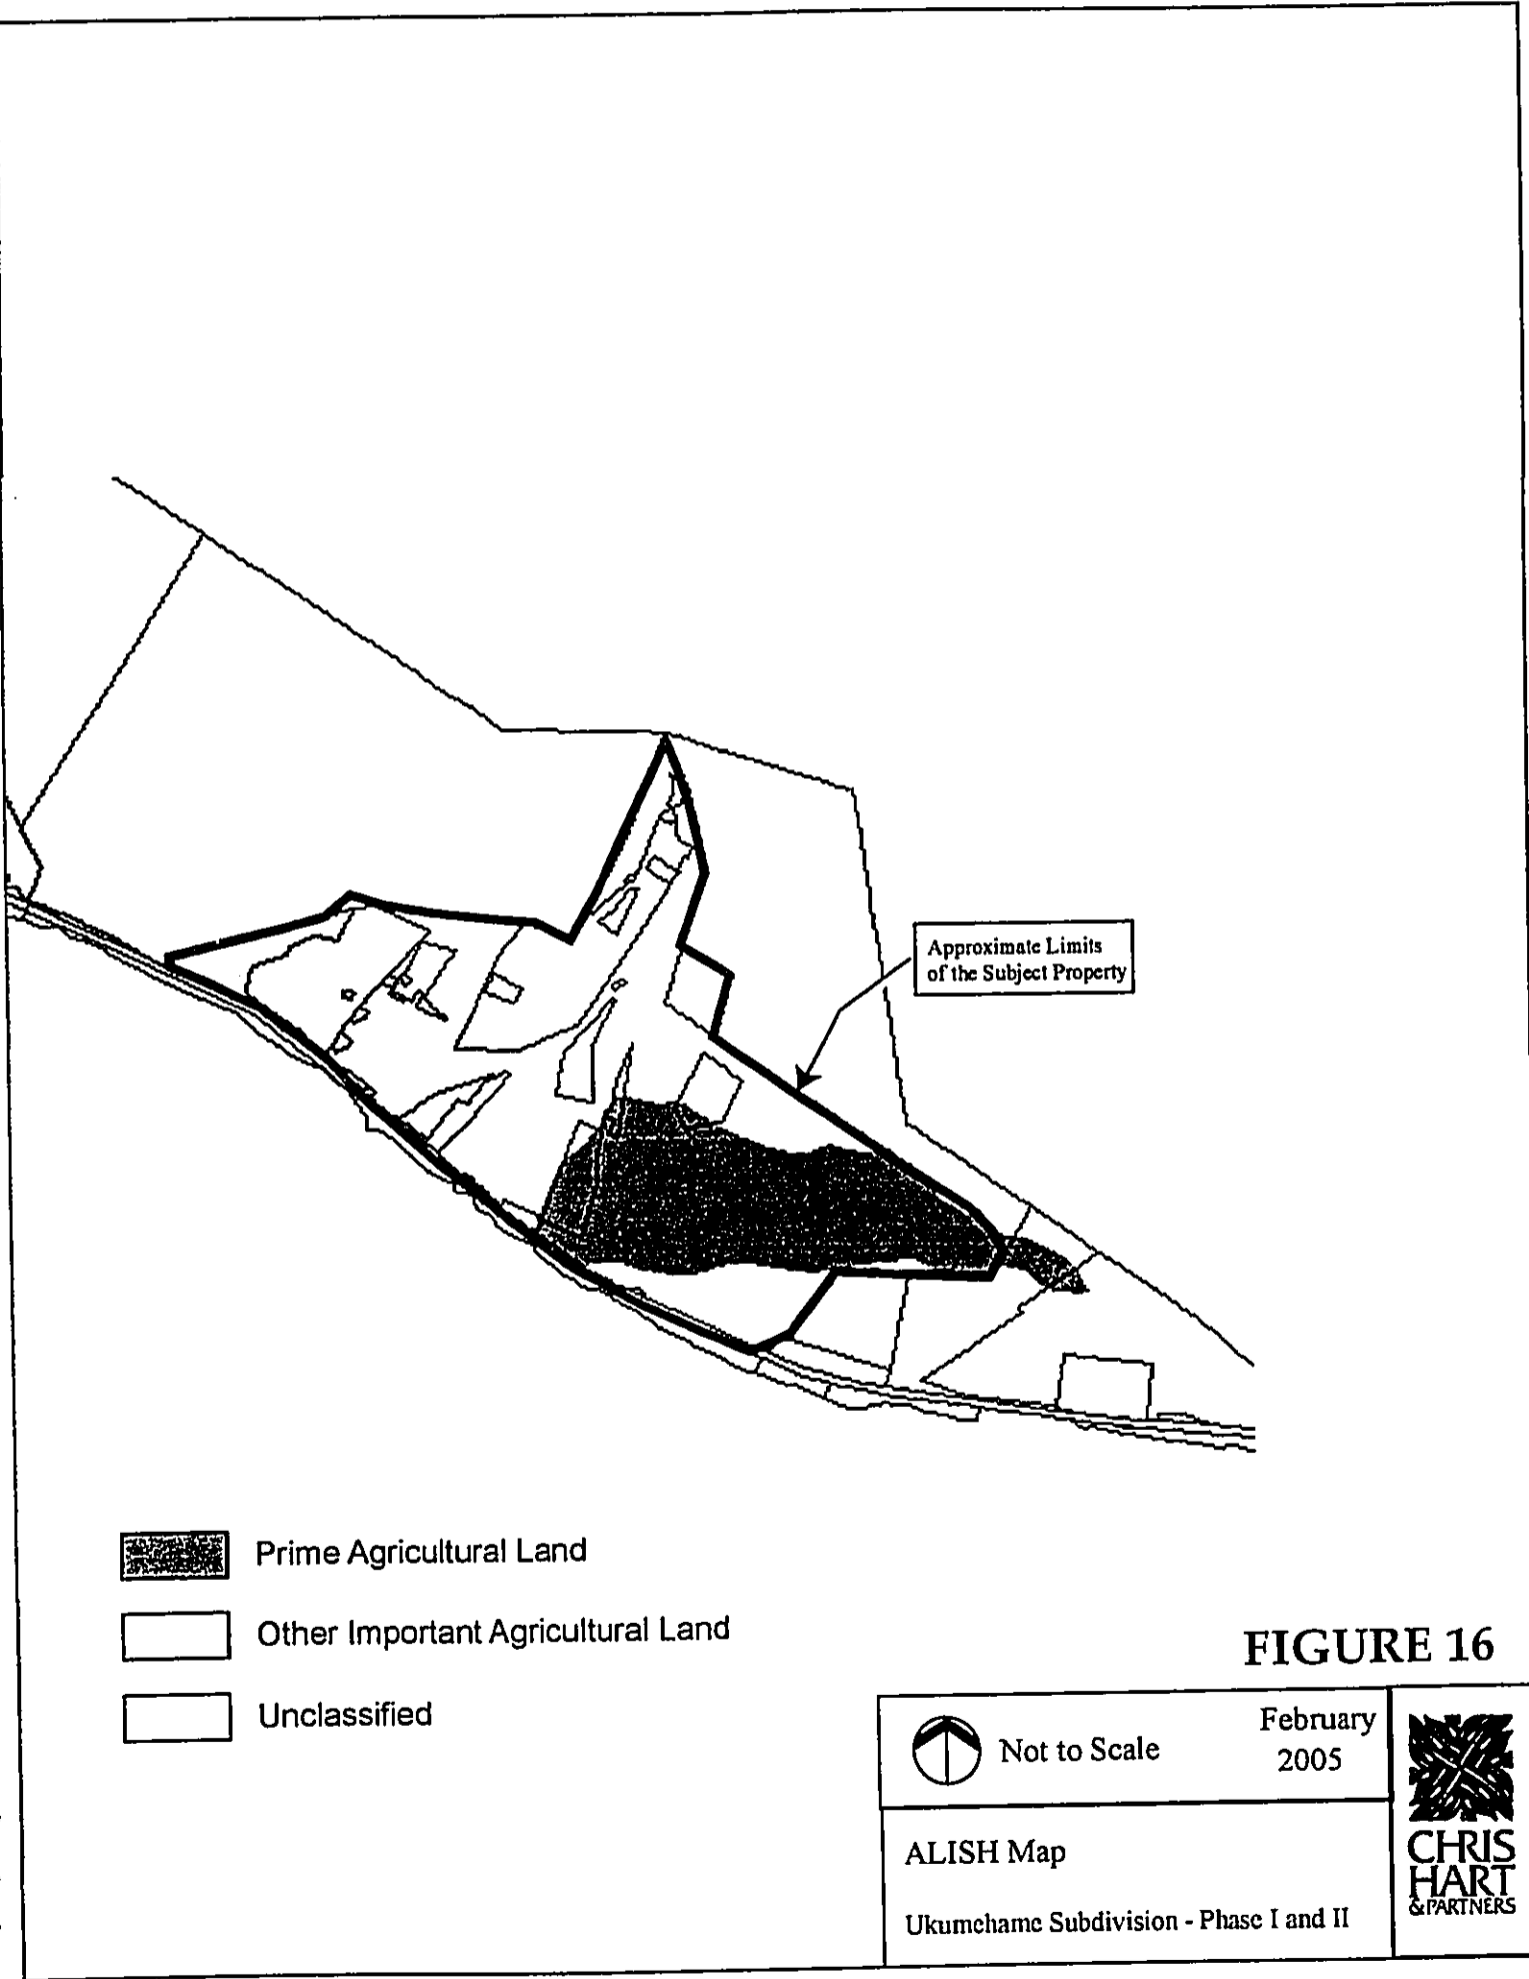 Approximate Limits
of the Subject Property
Prime Agricultural Land
Other Important Agricultural Land
Unclassified
FIGURE 16
Not to Scale
February
2005
ALISH Map
Ukumehame Subdivision - Phase I and II
CHRIS
HART
& PARTNERS